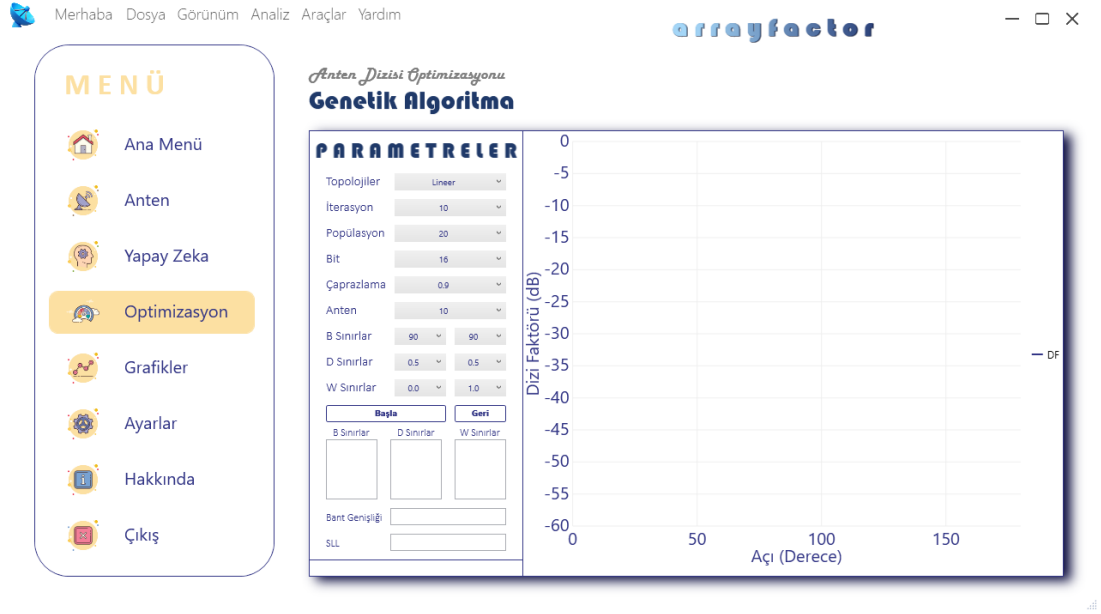 Merhaba Dosya Görünüm Analiz Araçlar Yardım
arrayfactor
MENÜ
Ana Menü
Anten
Yapay Zeka
Optimizasyon
Grafikler
Ayarlar
Hakkında
Çıkış
Anten Dizisi Optimizasyonu
Genetik Algoritma
PARAMETRELER
Topolojiler Lineer
İterasyon 10
Popülasyon 20
Bit 16
Çaprazlama 0.9
Anten 10
B Sınırlar 90 90
D Sınırlar 0.5 0.5
W Sınırlar 0.0 1.0
Başla Geri
B Sınırlar D Sınırlar W Sınırlar
Bant Genişliği
SLL
Dizi Faktörü (dB)
0
-5
-10
-15
-20
-25
-30
-35
-40
-45
-50
-55
-60
0 50 100 150
Açı (Derece)
DF